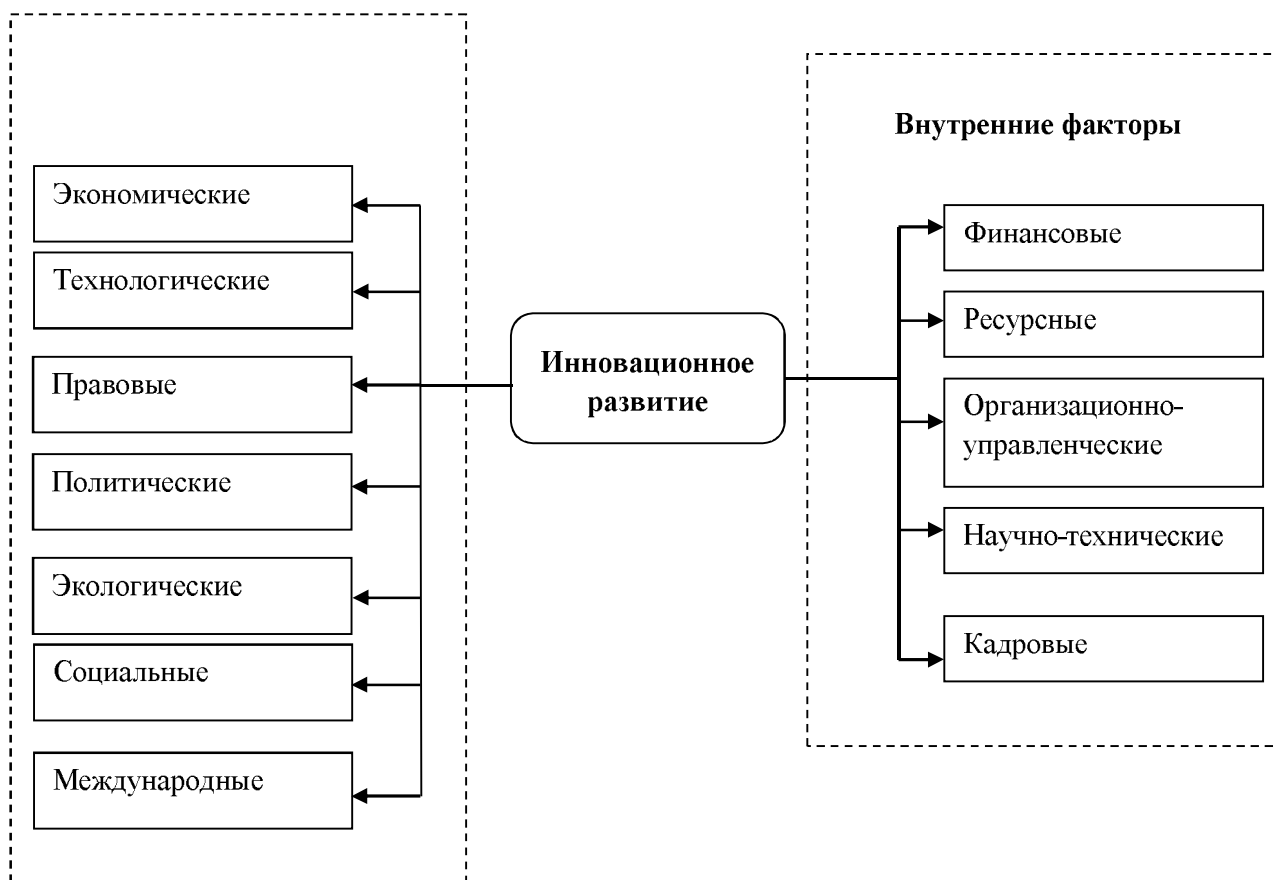 Экономические
Технологические
Правовые
Политические
Экологические
Социальные
Международные
Инновационное
развитие
Внутренние факторы
Финансовые
Ресурсные
Организационно-
управленческие
Научно-технические
Кадровые